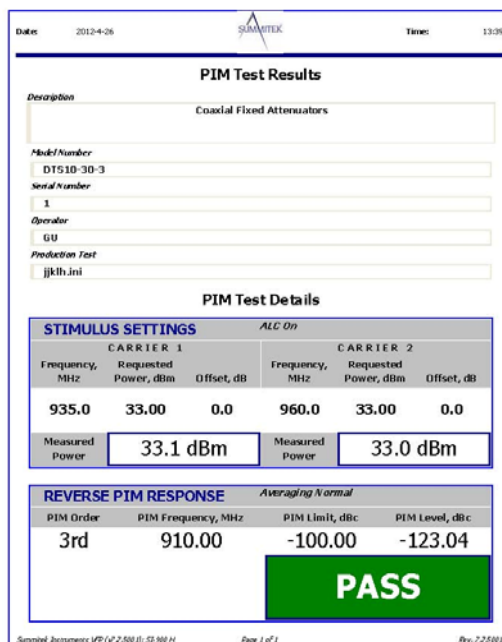 Date: 2012-4-26 SUMMITEK Time: 13:39
PIM Test Results
Description
Coaxial Fixed Attenuators
Model Number
DTS10-30-3
Serial Number
1
Operator
GU
Production Test
jjklh.ini
PIM Test Details
STIMULUS SETTINGS ALC On
CARRIER 1 CARRIER 2
Frequency, MHz Requested Power, dBm Offset, dB Frequency, MHz Requested Power, dBm Offset, dB
935.0 33.00 0.0 960.0 33.00 0.0
Measured Power 33.1 dBm Measured Power 33.0 dBm
REVERSE PIM RESPONSE Averaging Normal
PIM Order PIM Frequency, MHz PIM Limit, dBc PIM Level, dBc
3rd 910.00 -100.00 -123.04
PASS
Summitek Instruments Page 1 of 1